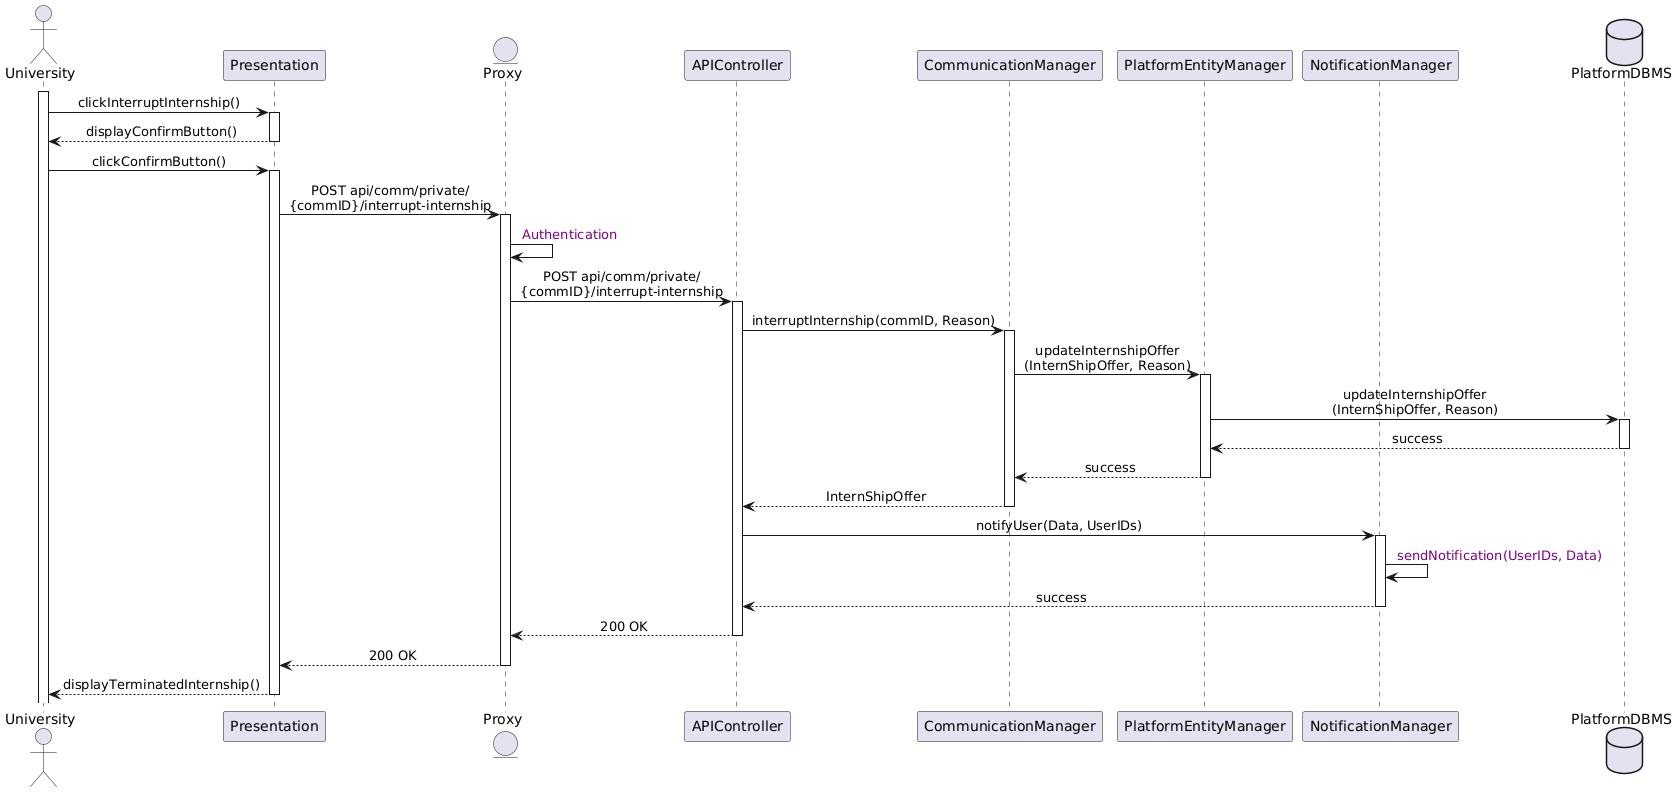 University
Presentation
Proxy
APIController
CommunicationManager
PlatformEntityManager
NotificationManager
PlatformDBMS
clickInterruptInternship()
displayConfirmButton()
clickConfirmButton()
POST api/comm/private/
{commID}/interrupt-internship
Authentication
POST api/comm/private/
{commID}/interrupt-internship
interruptInternship(commID, Reason)
updateInternshipOffer
(InternShipOffer, Reason)
updateInternshipOffer
(InternShipOffer, Reason)
success
success
InternShipOffer
notifyUser(Data, UserIDs)
sendNotification(UserIDs, Data)
success
200 OK
200 OK
displayTerminatedInternship()
University
Presentation
Proxy
APIController
CommunicationManager
PlatformEntityManager
NotificationManager
PlatformDBMS